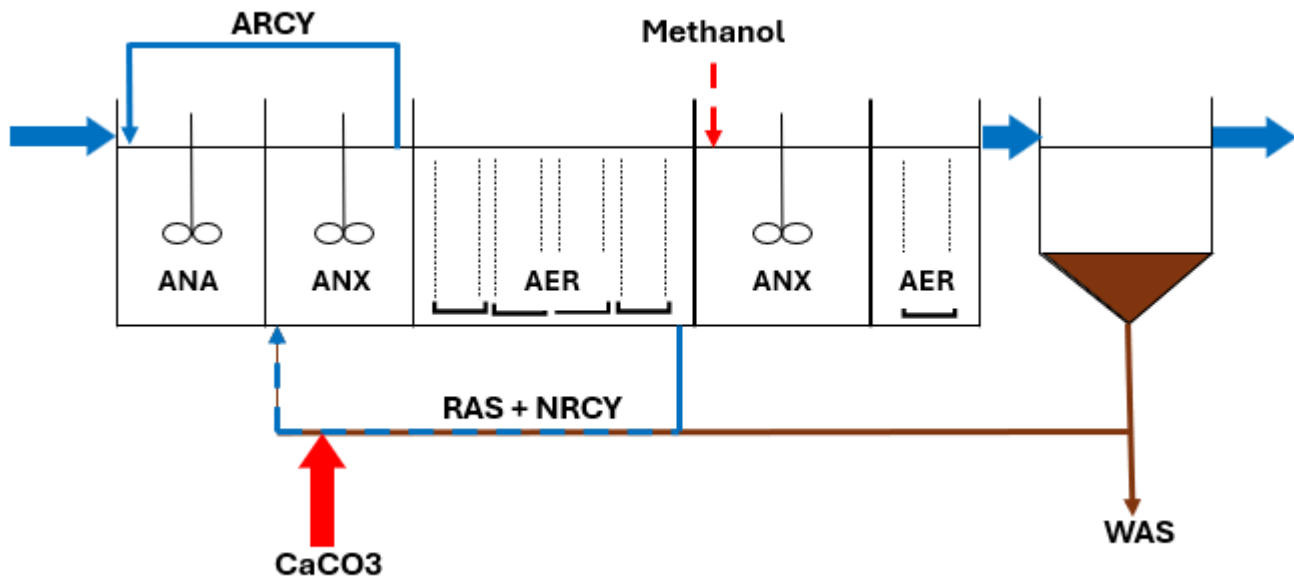 ARCY
Methanol
ANA
ANX
AER
ANX
AER
RAS + NRCY
WAS
CaCO3